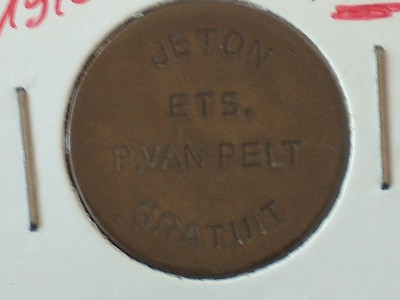 JETON
ETS.
P.VAN PELT
GRATUIT